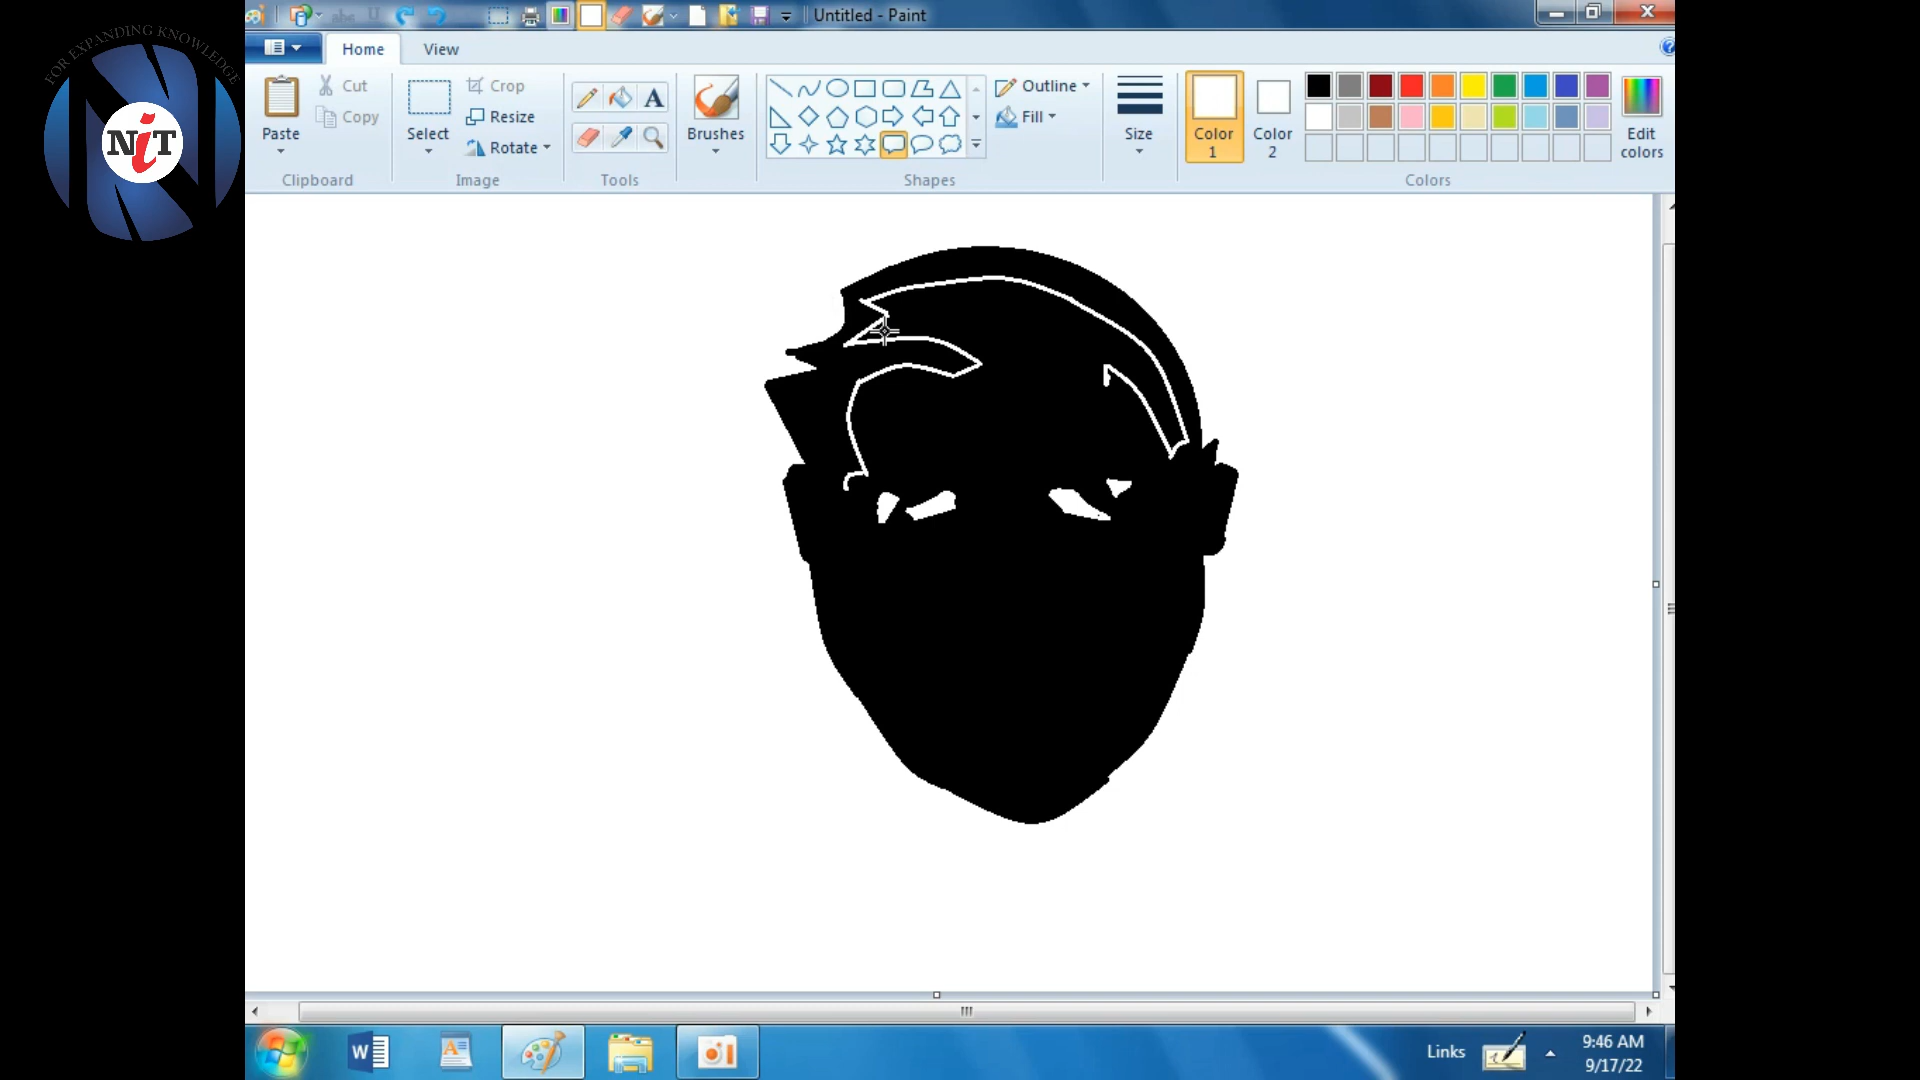 FOR EXPANDING KNOWLEDGE
NiT
Untitled - Paint
Home
View
Paste
Cut
Copy
Clipboard
Select
Crop
Resize
Rotate
Image
A
Tools
Brushes
Outline
Fill
Shapes
Size
Color
1
Color
2
Edit
colors
Colors
W
A
Links
9:46 AM
9/17/22